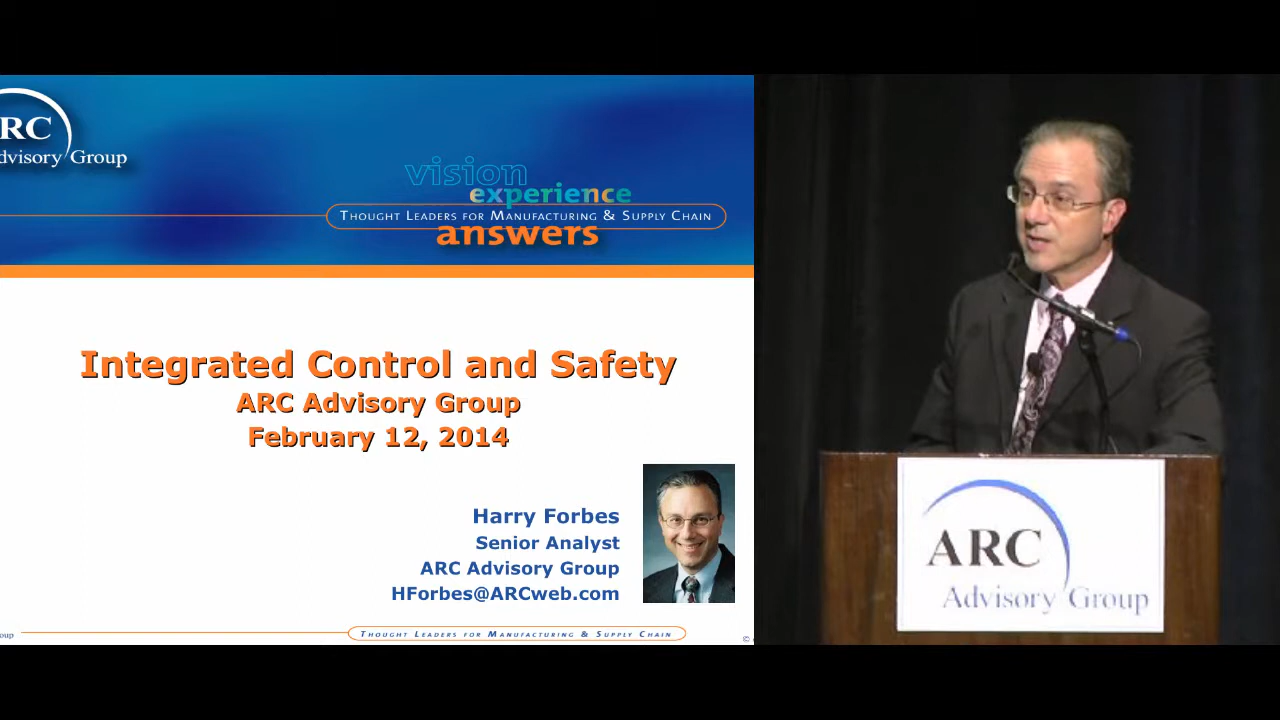 RC
dvisory Group
vision
experience
THOUGHT LEADERS FOR MANUFACTURING & SUPPLY CHAIN
answers
Integrated Control and Safety
ARC Advisory Group
February 12, 2014
Harry Forbes
Senior Analyst
ARC Advisory Group
HForbes@ARCweb.com
oup
THOUGHT LEADERS FOR MANUFACTURING & SUPPLY CHAIN
©
ARC
Advisory Group